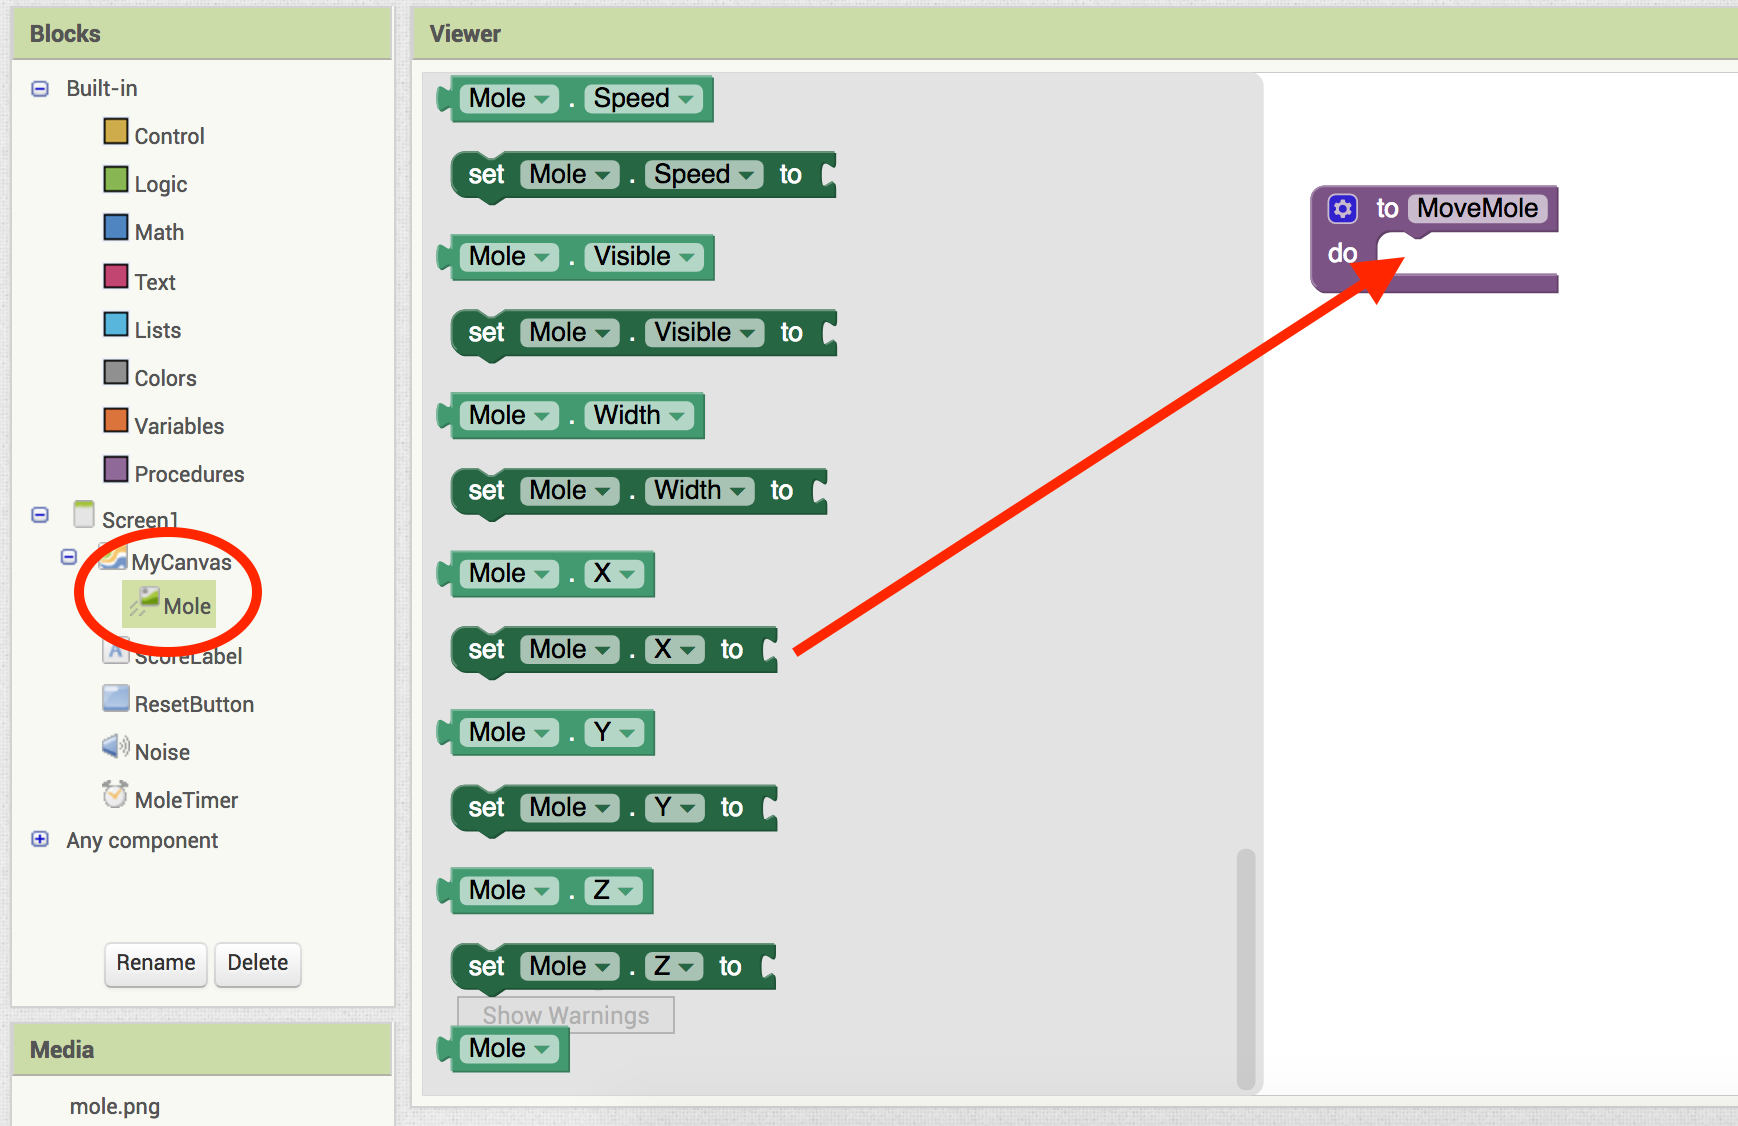 Blocks
Built-in
Control
Logic
Math
Text
Lists
Colors
Variables
Procedures
Screen1
MyCanvas
Mole
A ScoreLabel
ResetButton
Noise
MoleTimer
Any component
Rename Delete
Media
mole.png
Viewer
Mole . Speed
set Mole . Speed to
Mole . Visible
set Mole . Visible to
Mole . Width
set Mole . Width to
Mole . X
set Mole . X to
Mole . Y
set Mole . Y to
Mole . Z
set Mole . Z to
Show Warnings
Mole
to MoveMole
do